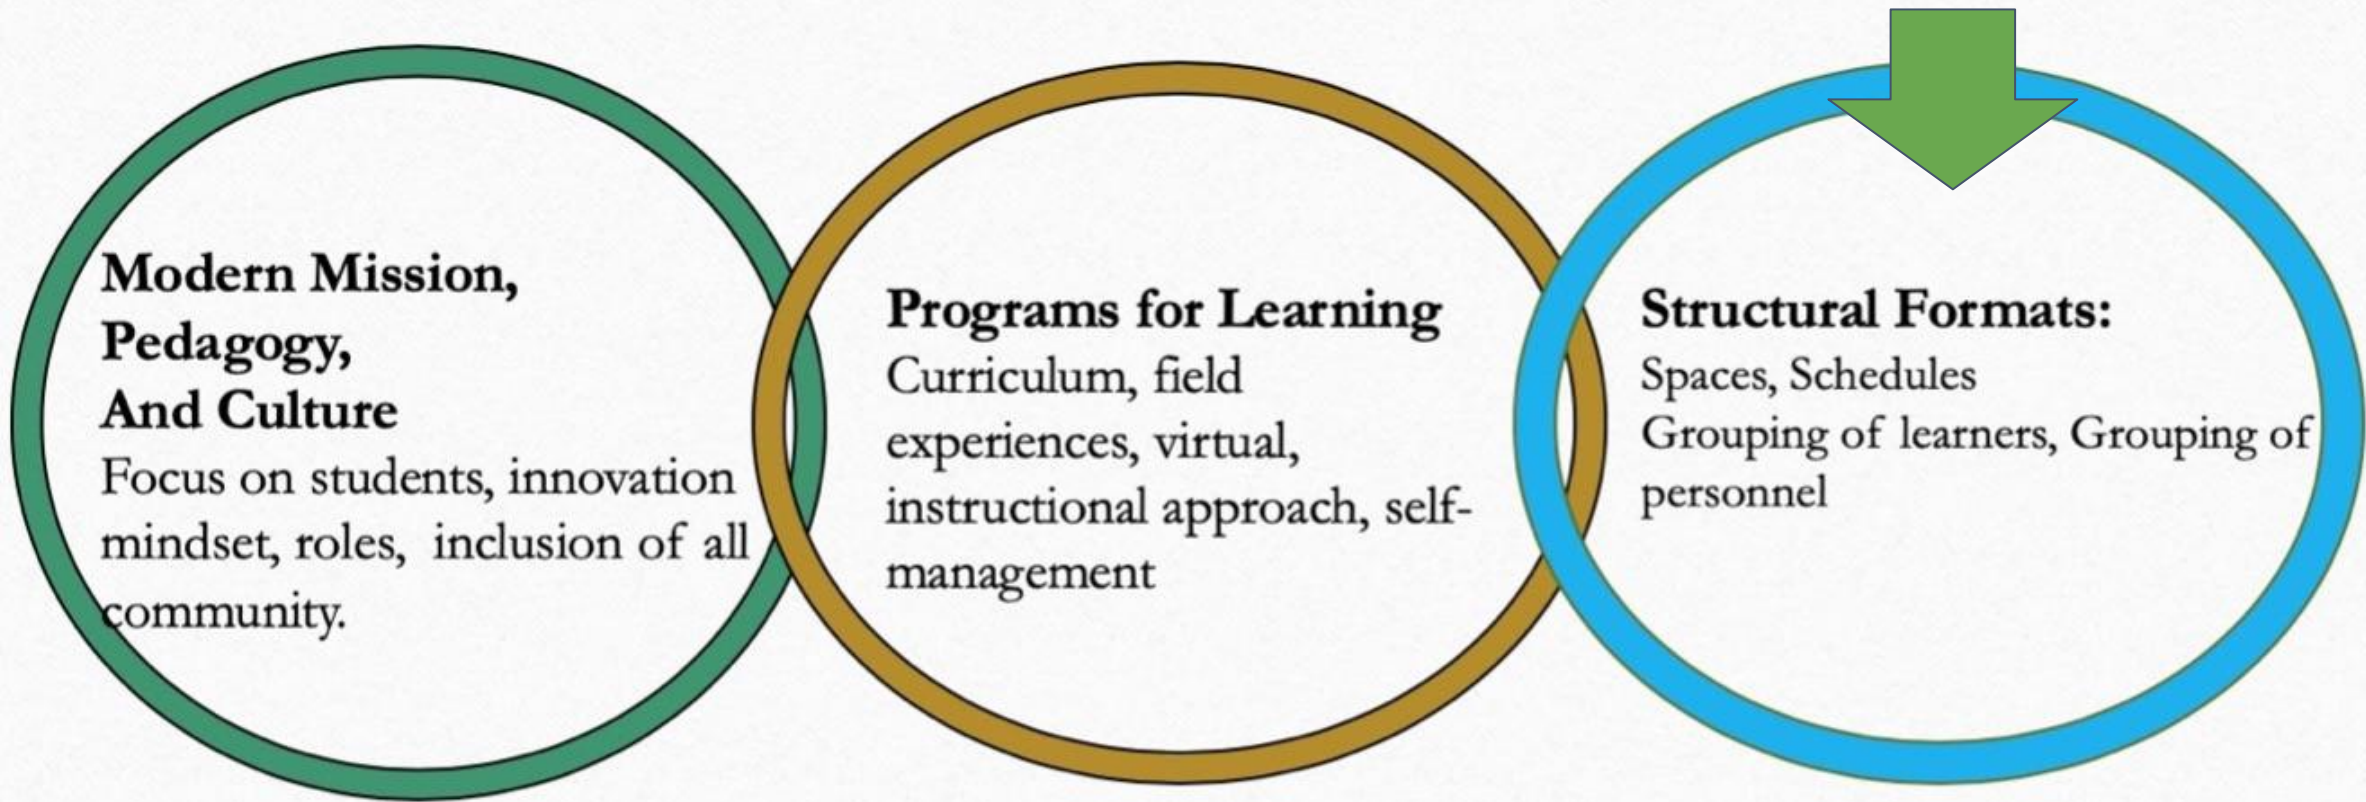 Modern Mission,
Pedagogy,
And Culture
Focus on students, innovation
mindset, roles, inclusion of all
community.
Programs for Learning
Curriculum, field
experiences, virtual,
instructional approach, self-
management
Structural Formats:
Spaces, Schedules
Grouping of learners, Grouping of
personnel